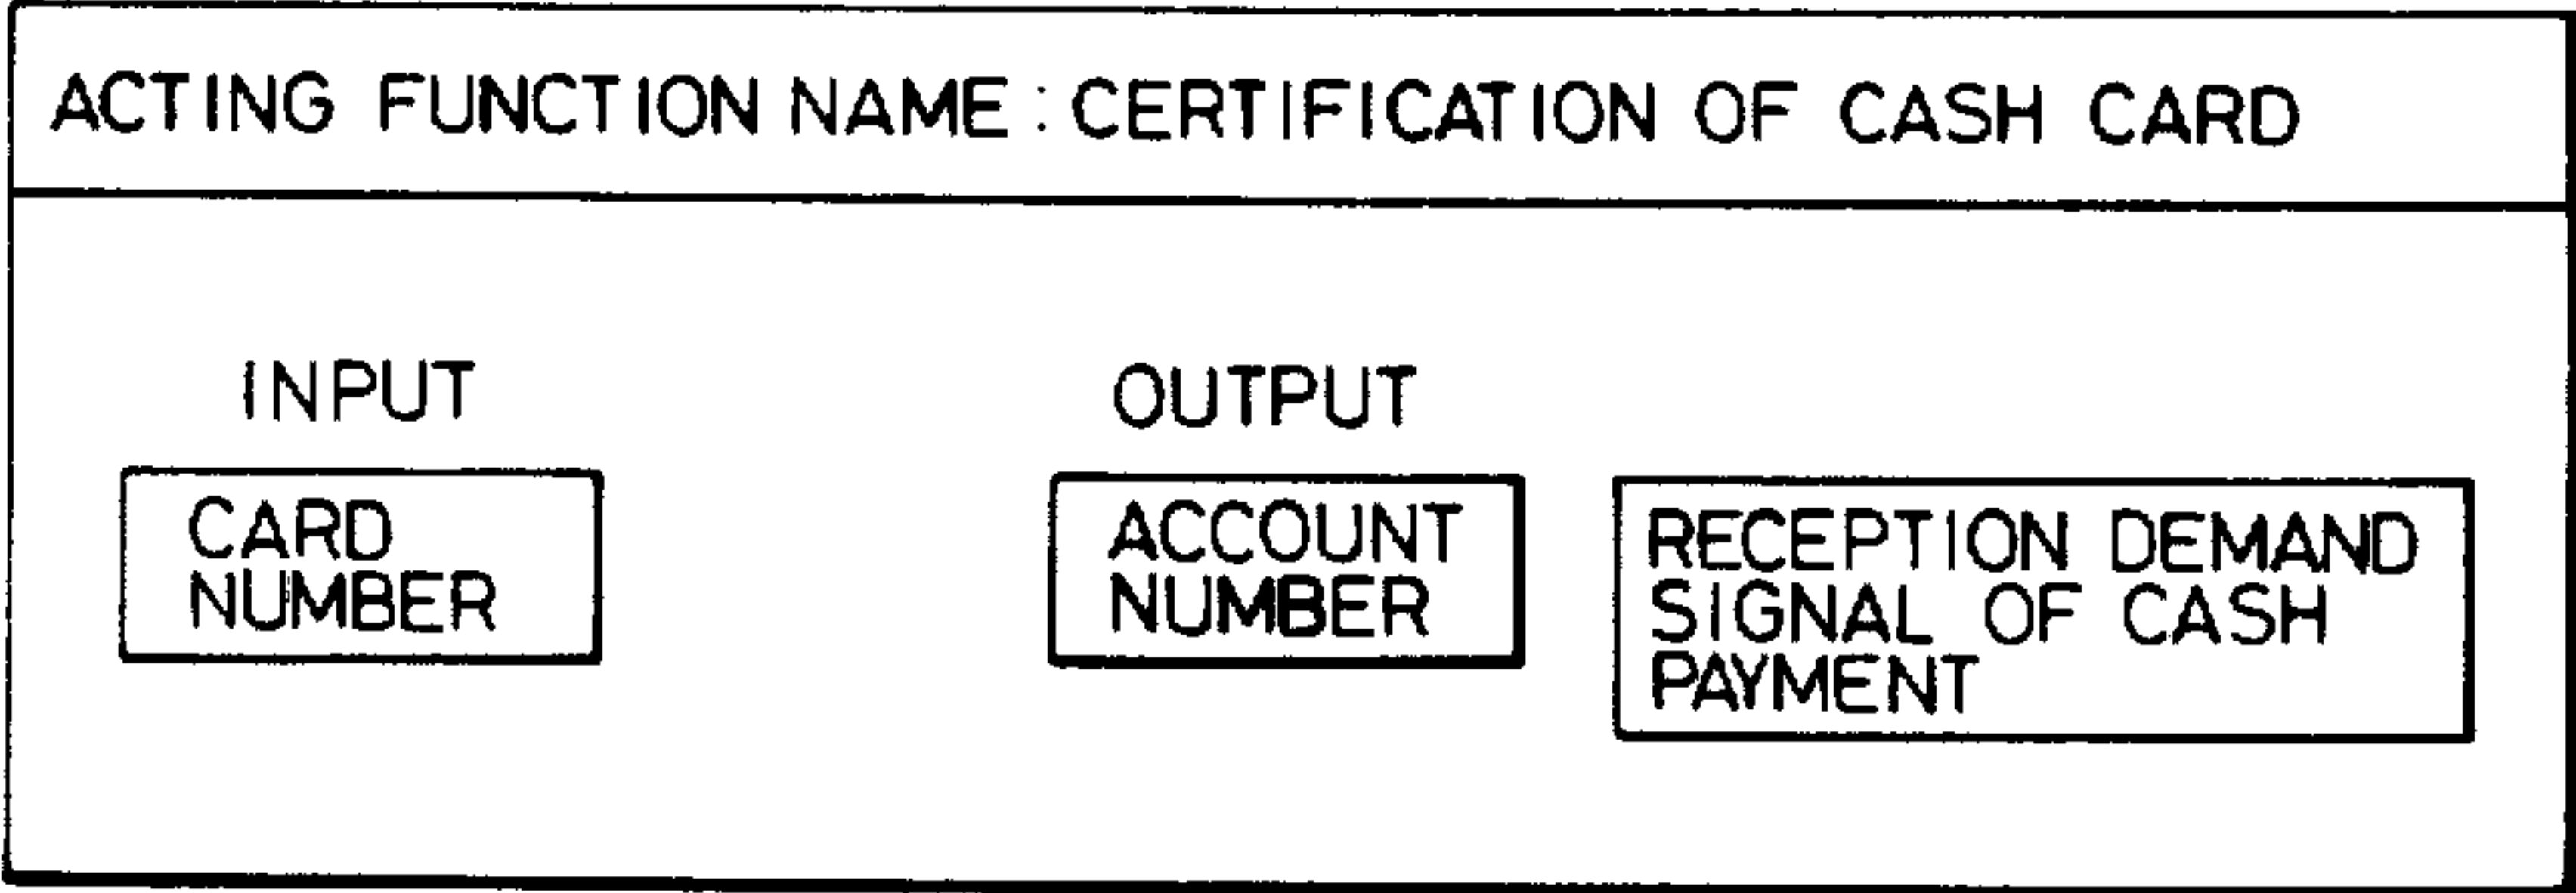 ACTING FUNCTION NAME : CERTIFICATION OF CASH CARD
INPUT
CARD
NUMBER
OUTPUT
ACCOUNT
NUMBER
RECEPTION DEMAND
SIGNAL OF CASH
PAYMENT